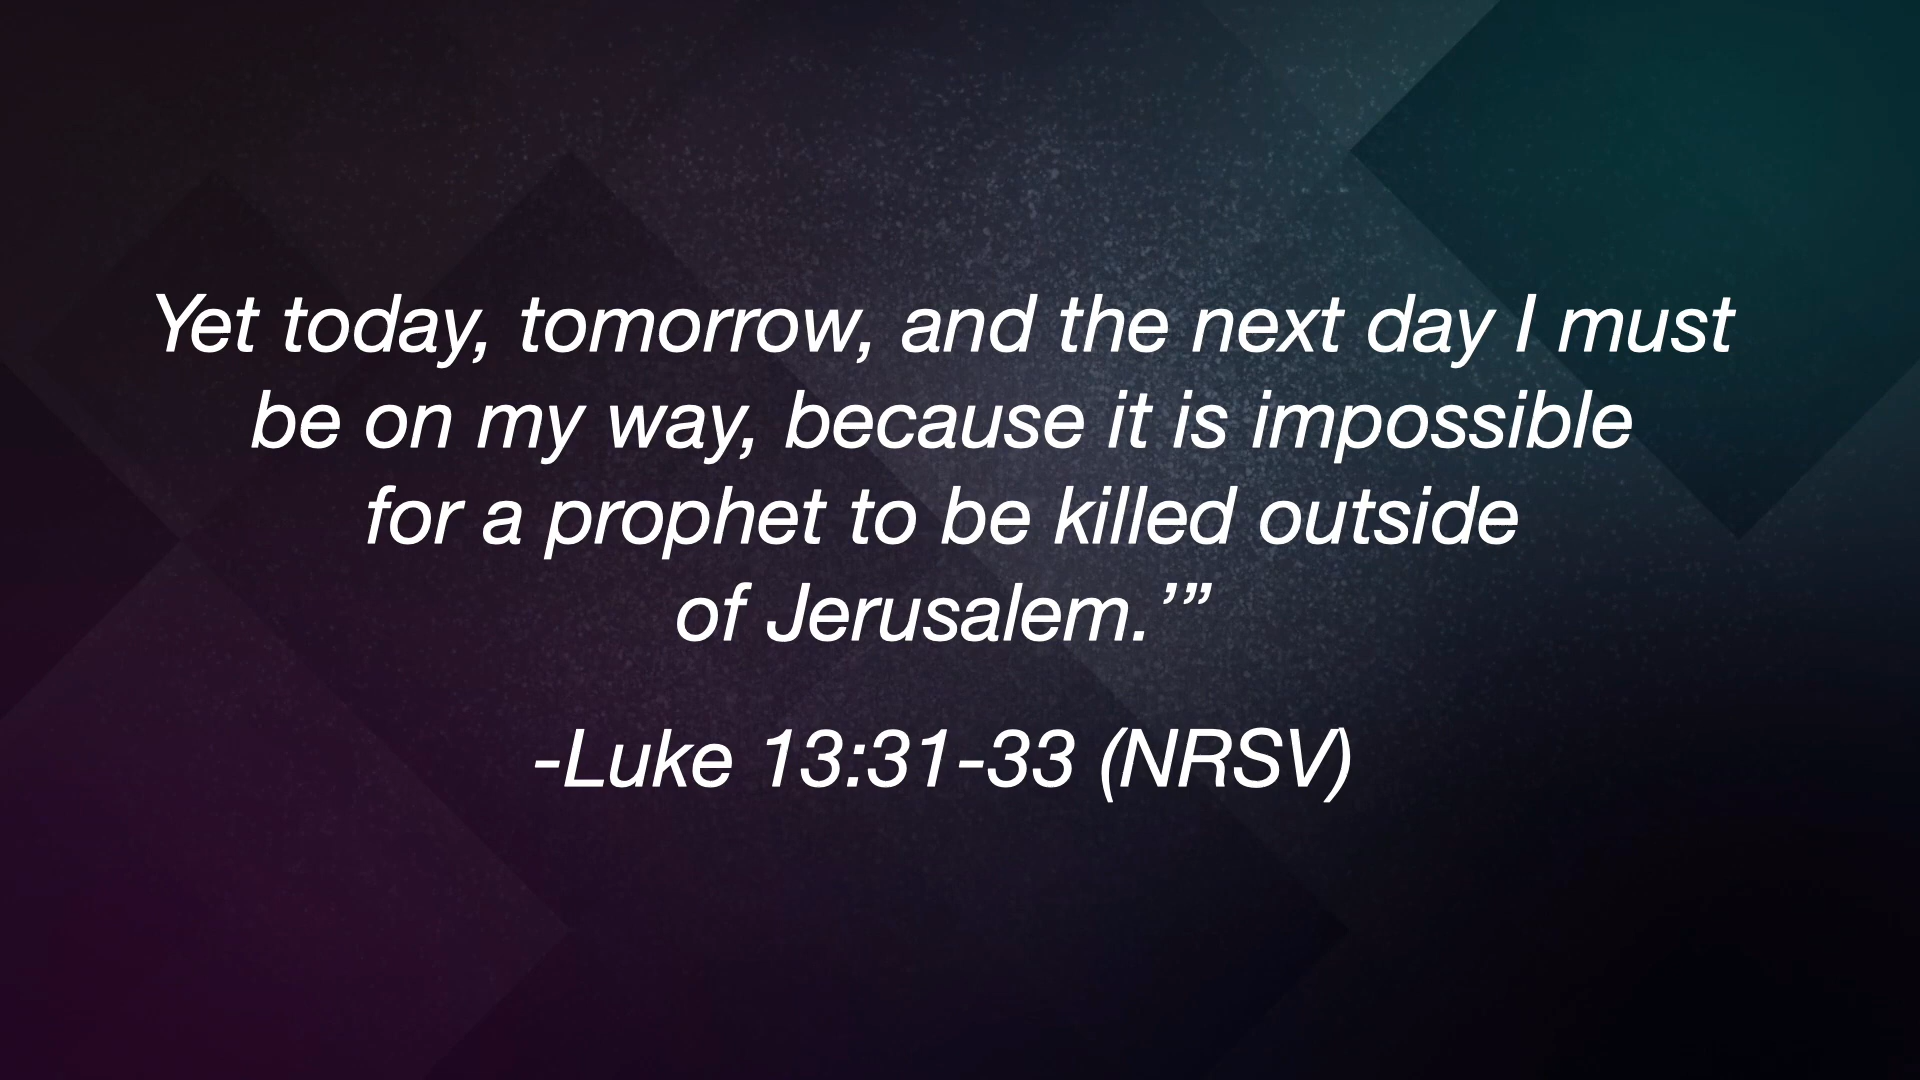 Yet today, tomorrow, and the next day I must
be on my way, because it is impossible
for a prophet to be killed outside
of Jerusalem.’”
-Luke 13:31-33 (NRSV)